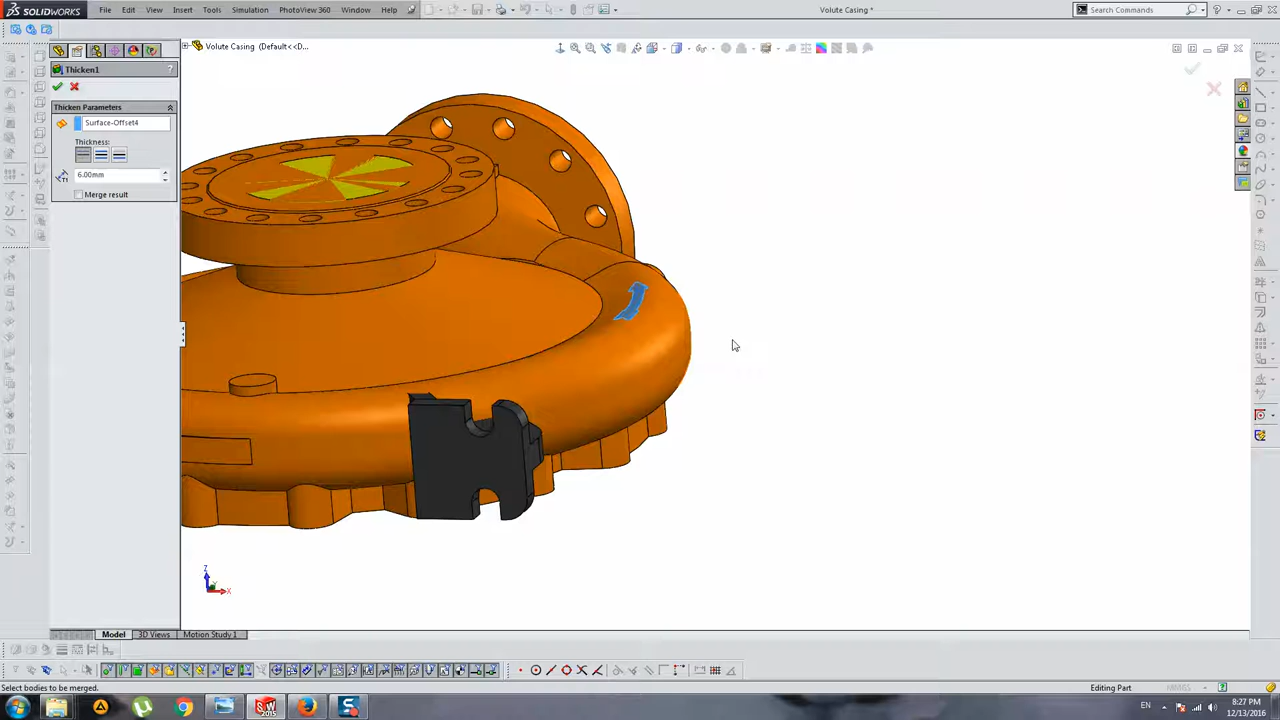 SOLIDWORKS
File Edit View Insert Tools Simulation PhotoView 360 Window Help
Volute Casing *
Search Commands
Volute Casing (Default<<D...
Thicken1
?
Thicken Parameters
Surface-Offset4
Thickness:
6.00mm
Merge result
Z
X
Model 3D Views Motion Study 1
Select bodies to be merged.
Editing Part
SW
2015
EN
8:27 PM
12/13/2016